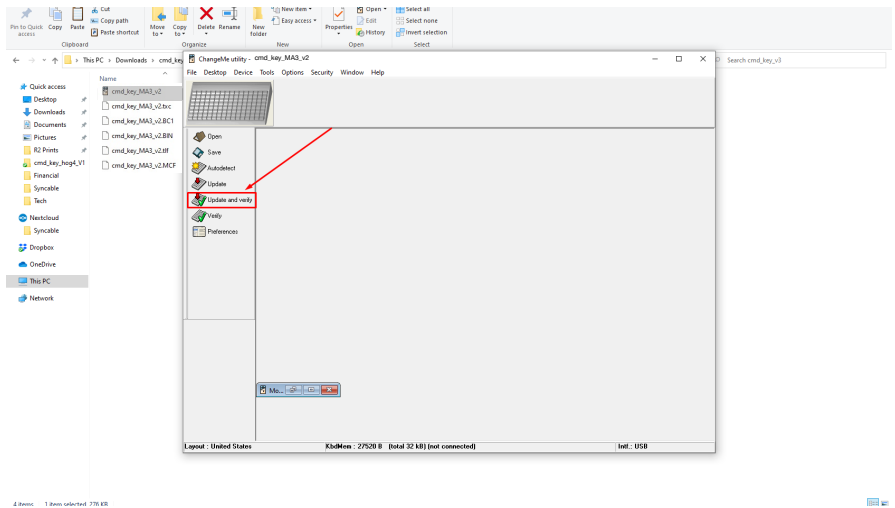 Cut
Copy path
Paste shortcut
Pin to Quick access
Copy
Paste
Move to
Copy to
Delete
Rename
New folder
New item
Easy access
Properties
Open
Edit
History
Select all
Select none
Invert selection
Clipboard
Organize
New
Open
Select
This PC > Downloads > cmd_key
Search cmd_key_v3
Quick access
Desktop
Downloads
Documents
Pictures
R2 Prints
cmd_key_hog4_V1
Financial
Syncable
Tech
Nextcloud
Syncable
Dropbox
OneDrive
This PC
Network
Name
cmd_key_MA3_v2
cmd_key_MA3_v2.bxc
cmd_key_MA3_v2.BC1
cmd_key_MA3_v2.BIN
cmd_key_MA3_v2.tlf
cmd_key_MA3_v2.MCF
ChangeMe utility - cmd_key_MA3_v2
File Desktop Device Tools Options Security Window Help
Open
Save
Autodetect
Update
Update and verify
Verify
Preferences
Mo...
Layout : United States
KbdMem : 27520 B (total 32 kB) (not connected)
Intf.: USB
4 items 1 item selected 276 KB